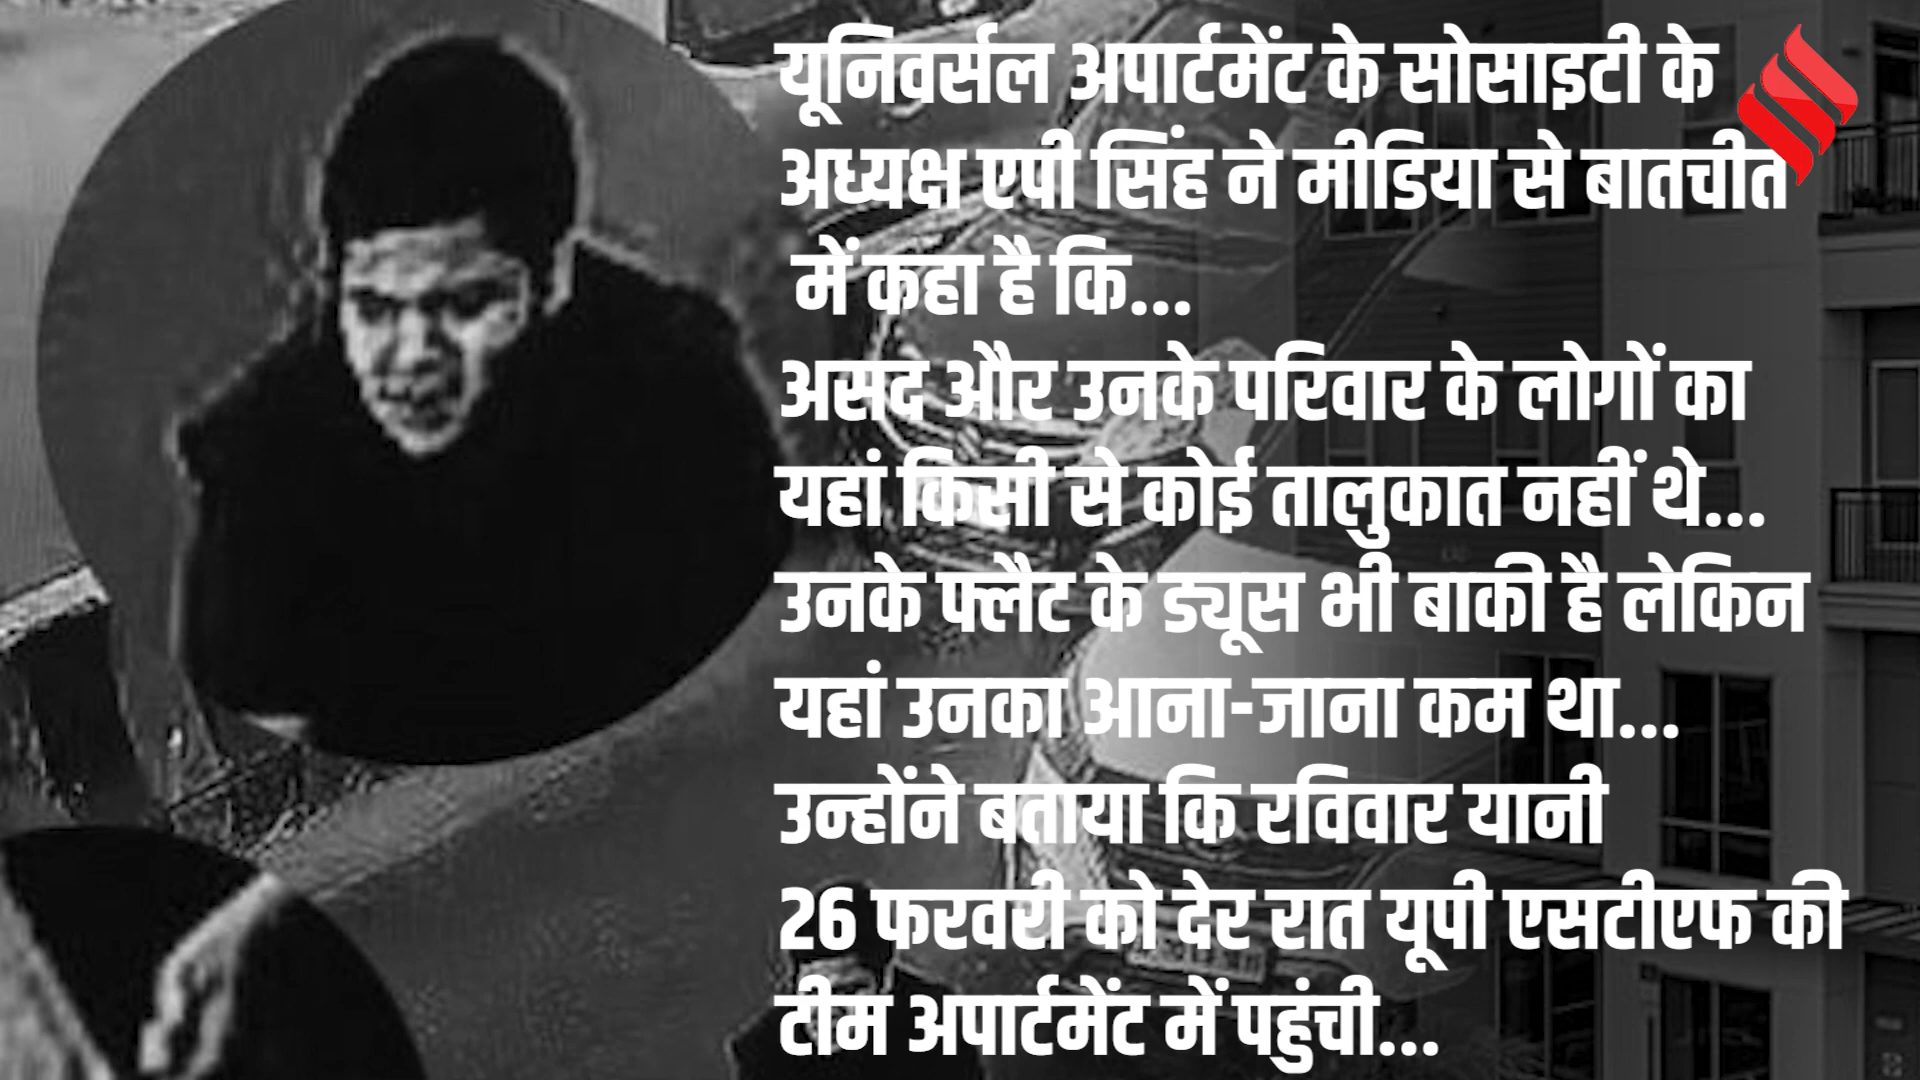 यूनिवर्सल अपार्टमेंट के सोसाइटी के
अध्यक्ष एपी सिंह ने मीडिया से बातचीत
में कहा है कि...
असद और उनके परिवार के लोगों का
यहां किसी से कोई तालुकात नहीं थे...
उनके फ्लैट के ड्यूस भी बाकी है लेकिन
यहां उनका आना-जाना कम था...
उन्होंने बताया कि रविवार यानी
26 फरवरी को देर रात यूपी एसटीएफ की
टीम अपार्टमेंट में पहुंची...